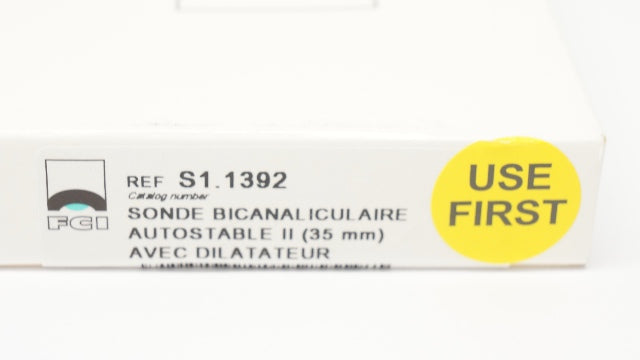 REF S1.1392
Catalog number
SONDE BICANALICULAIRE
AUTOSTABLE II (35 mm)
AVEC DILATATEUR
FCI
USE
FIRST